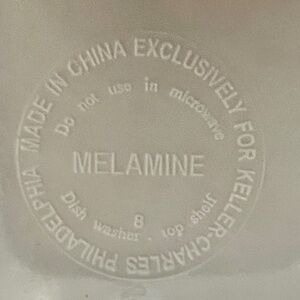 MADE IN CHINA EXCLUSIVELY FOR KELLER-CHARLES PHILADELPHIA
Do not use in microwave
MELAMINE
8
Dish washer, top shelf